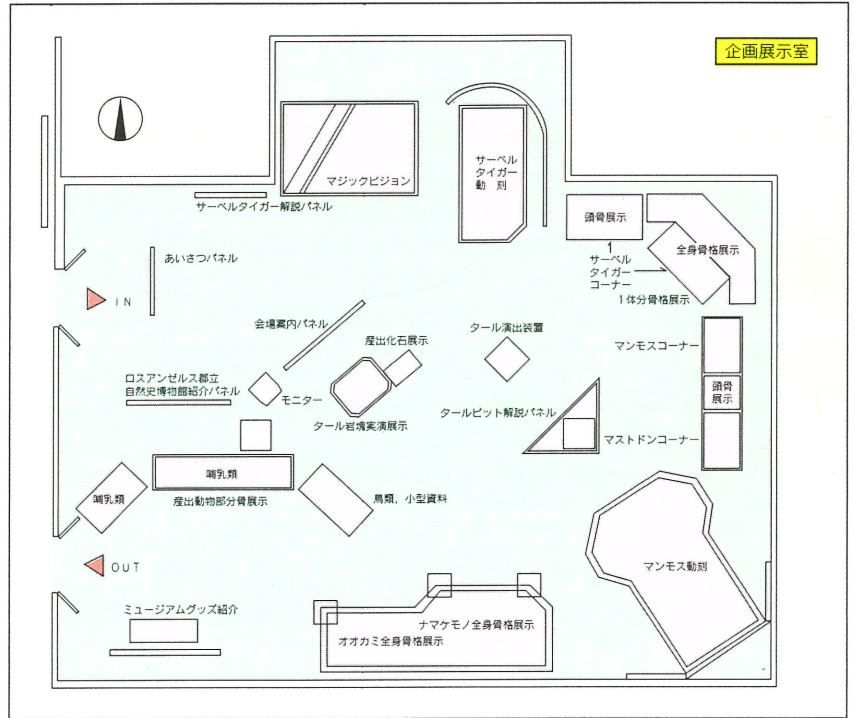 企画展示室
マジックビジョン
サーベル
タイガー
動 刻
サーベルタイガー解説パネル
頭骨展示
全身骨格展示
サーベル
タイガー
コーナー
1体分骨格展示
あいさつパネル
IN
会場案内パネル
産出化石展示
タール演出装置
マンモスコーナー
ロスアンゼルス郡立
自然史博物館紹介パネル
モニター
タール岩塊実演展示
タールピット解説パネル
頭骨
展示
マストドンコーナー
哺乳類
哺乳類
産出動物部分骨展示
鳥類，小型資料
OUT
マンモス動刻
ミュージアムグッズ紹介
ナマケモノ全身骨格展示
オオカミ全身骨格展示